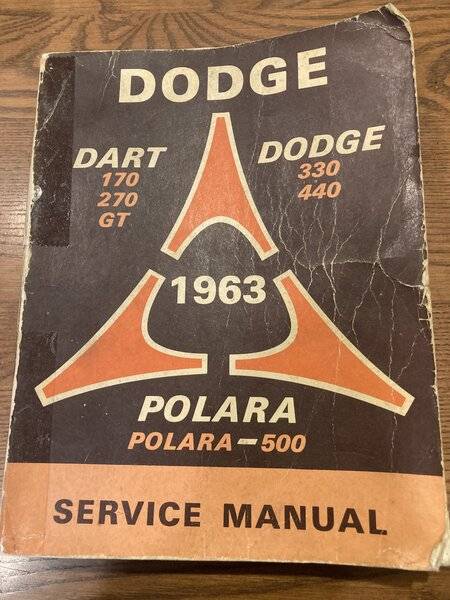 DODGE
DART
170
270
GT
DODGE
330
440
1963
POLARA
POLARA-500
SERVICE MANUAL